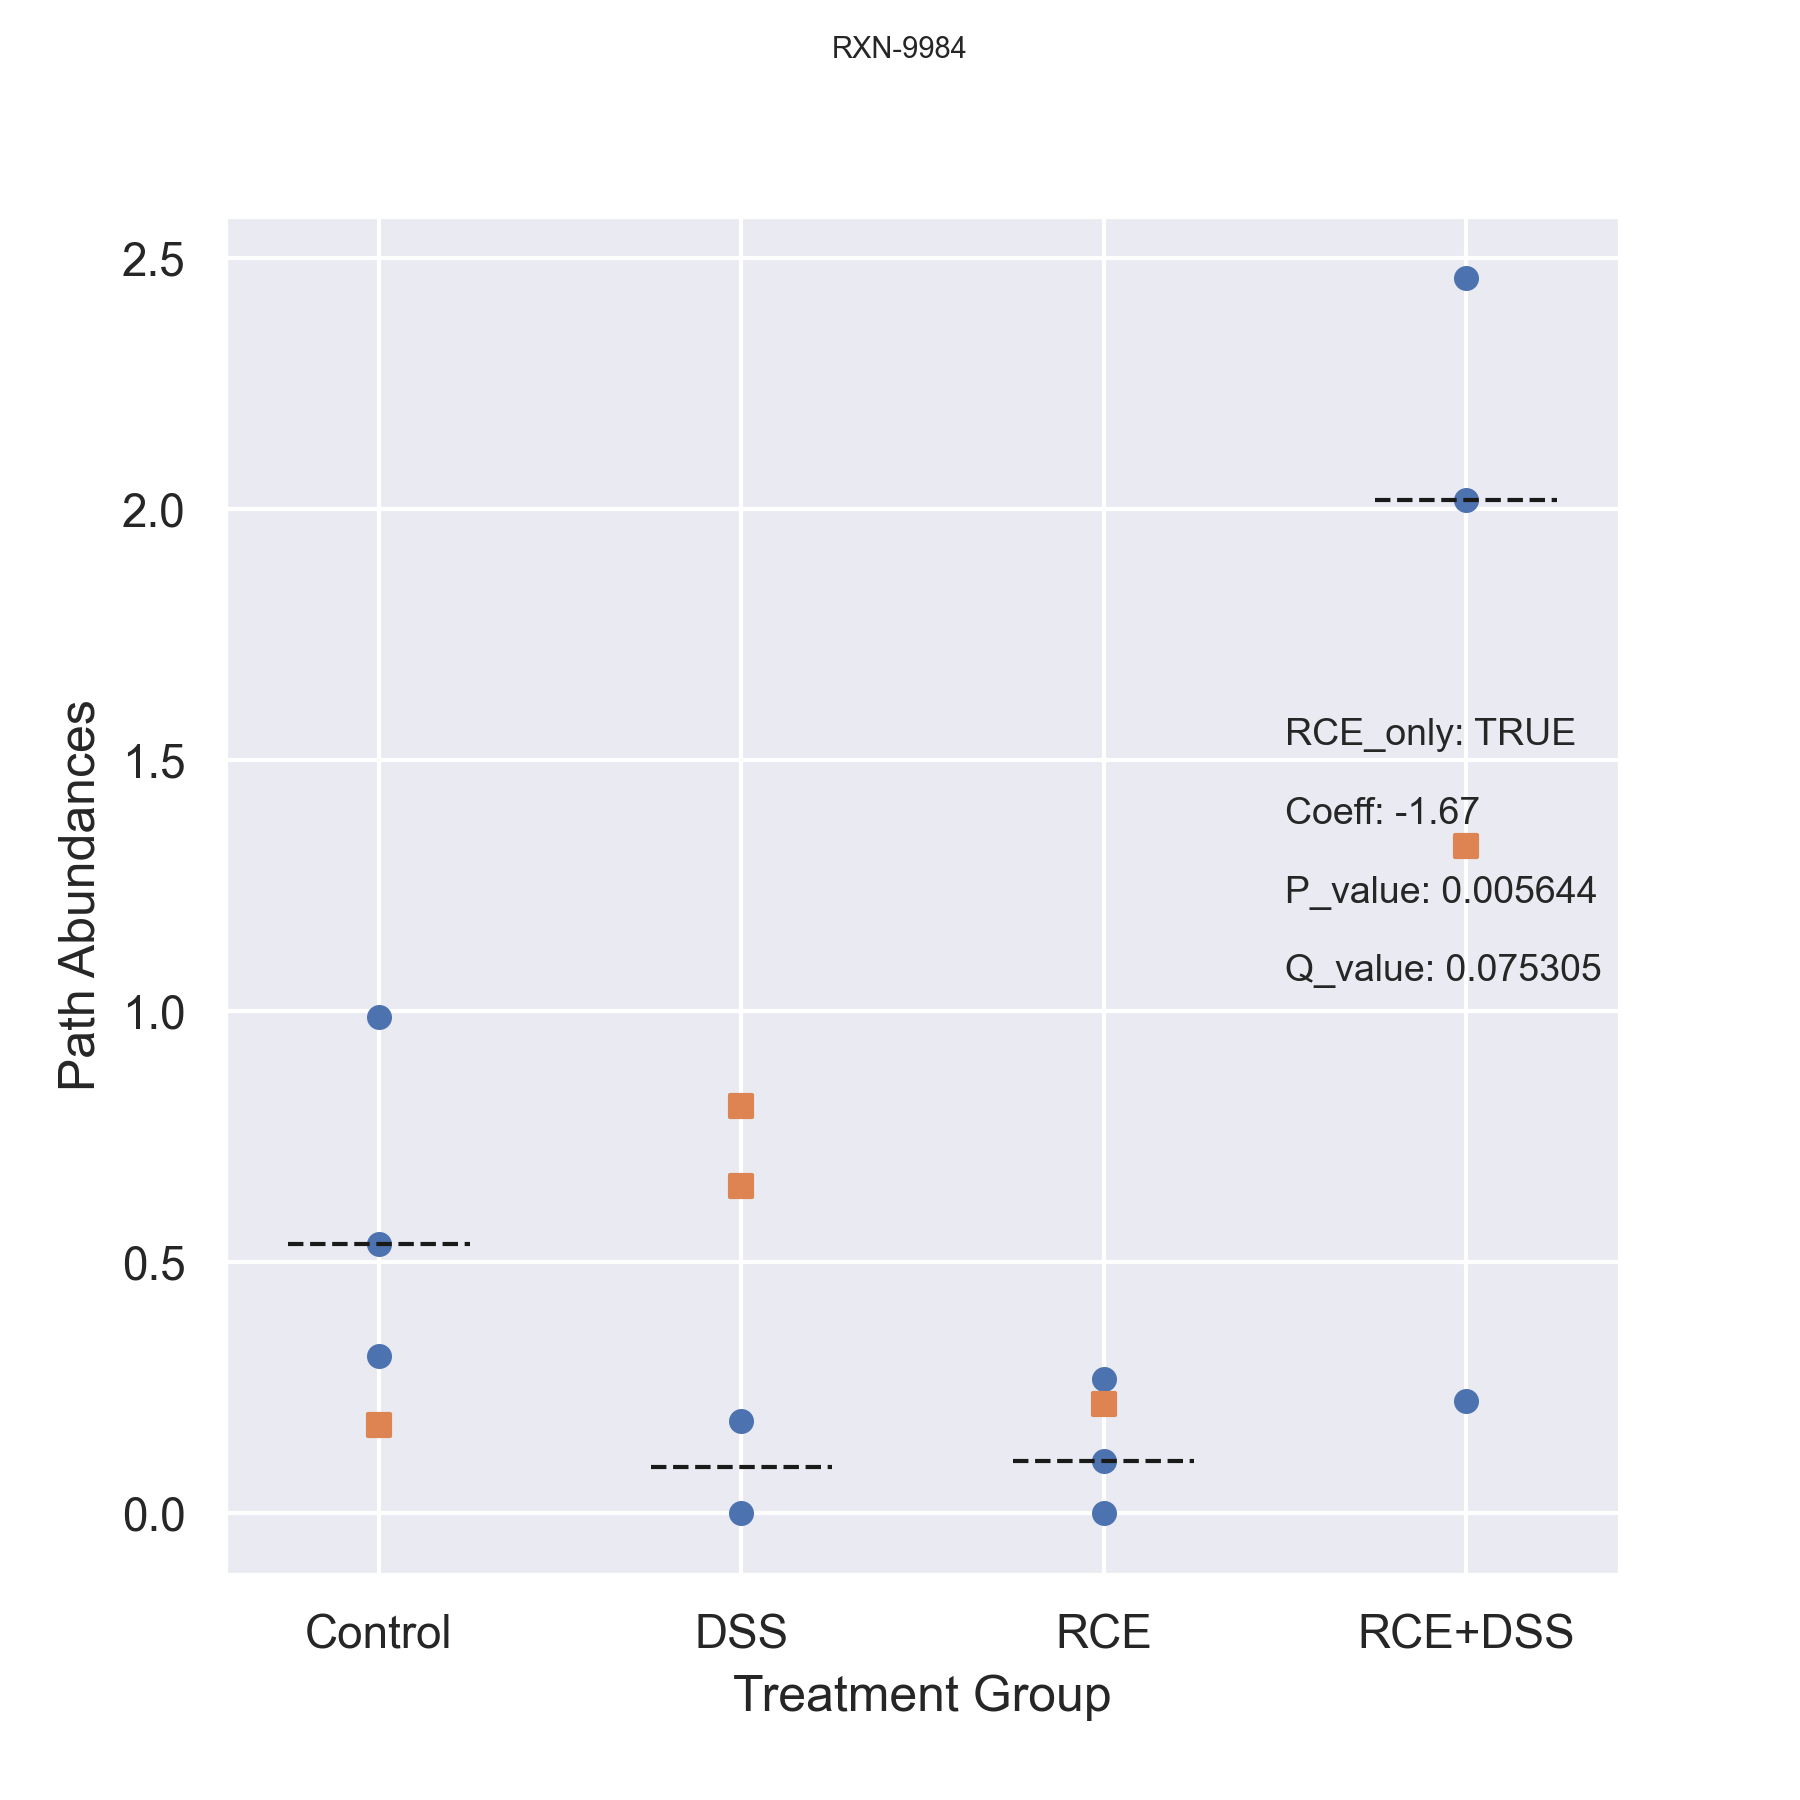 RXN-9984
2.5
2.0
1.5
1.0
0.5
0.0
Path Abundances
RCE_only: TRUE
Coeff: -1.67
P_value: 0.005644
Q_value: 0.075305
Control DSS RCE RCE+DSS
Treatment Group